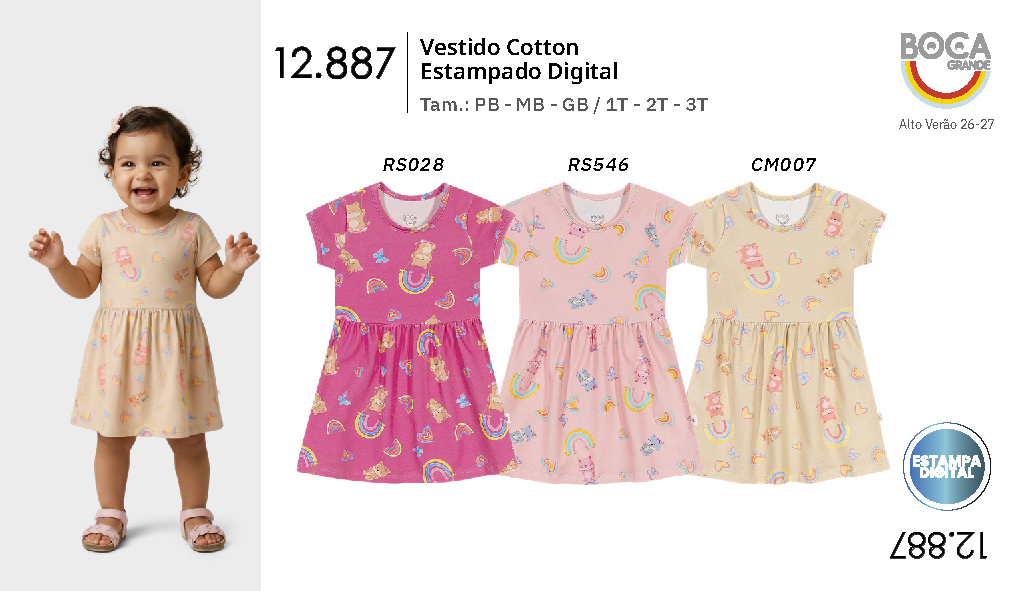 12.887
Vestido Cotton
Estampado Digital
Tam.: PB - MB - GB / 1T - 2T - 3T
BOCA
GRANDE
Alto Verão 26-27
RS028
RS546
CM007
ESTAMPA
DIGITAL
12.887